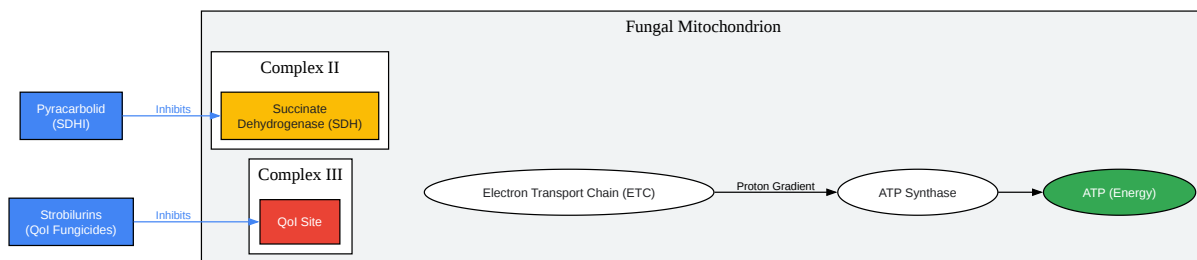 Fungal Mitochondrion
Complex II
Pyracarbolid
(SDHI)
Inhibits
Succinate
Dehydrogenase (SDH)
Complex III
Strobilurins
(QoI Fungicides)
Inhibits
QoI Site
Electron Transport Chain (ETC)
Proton Gradient
ATP Synthase
ATP (Energy)